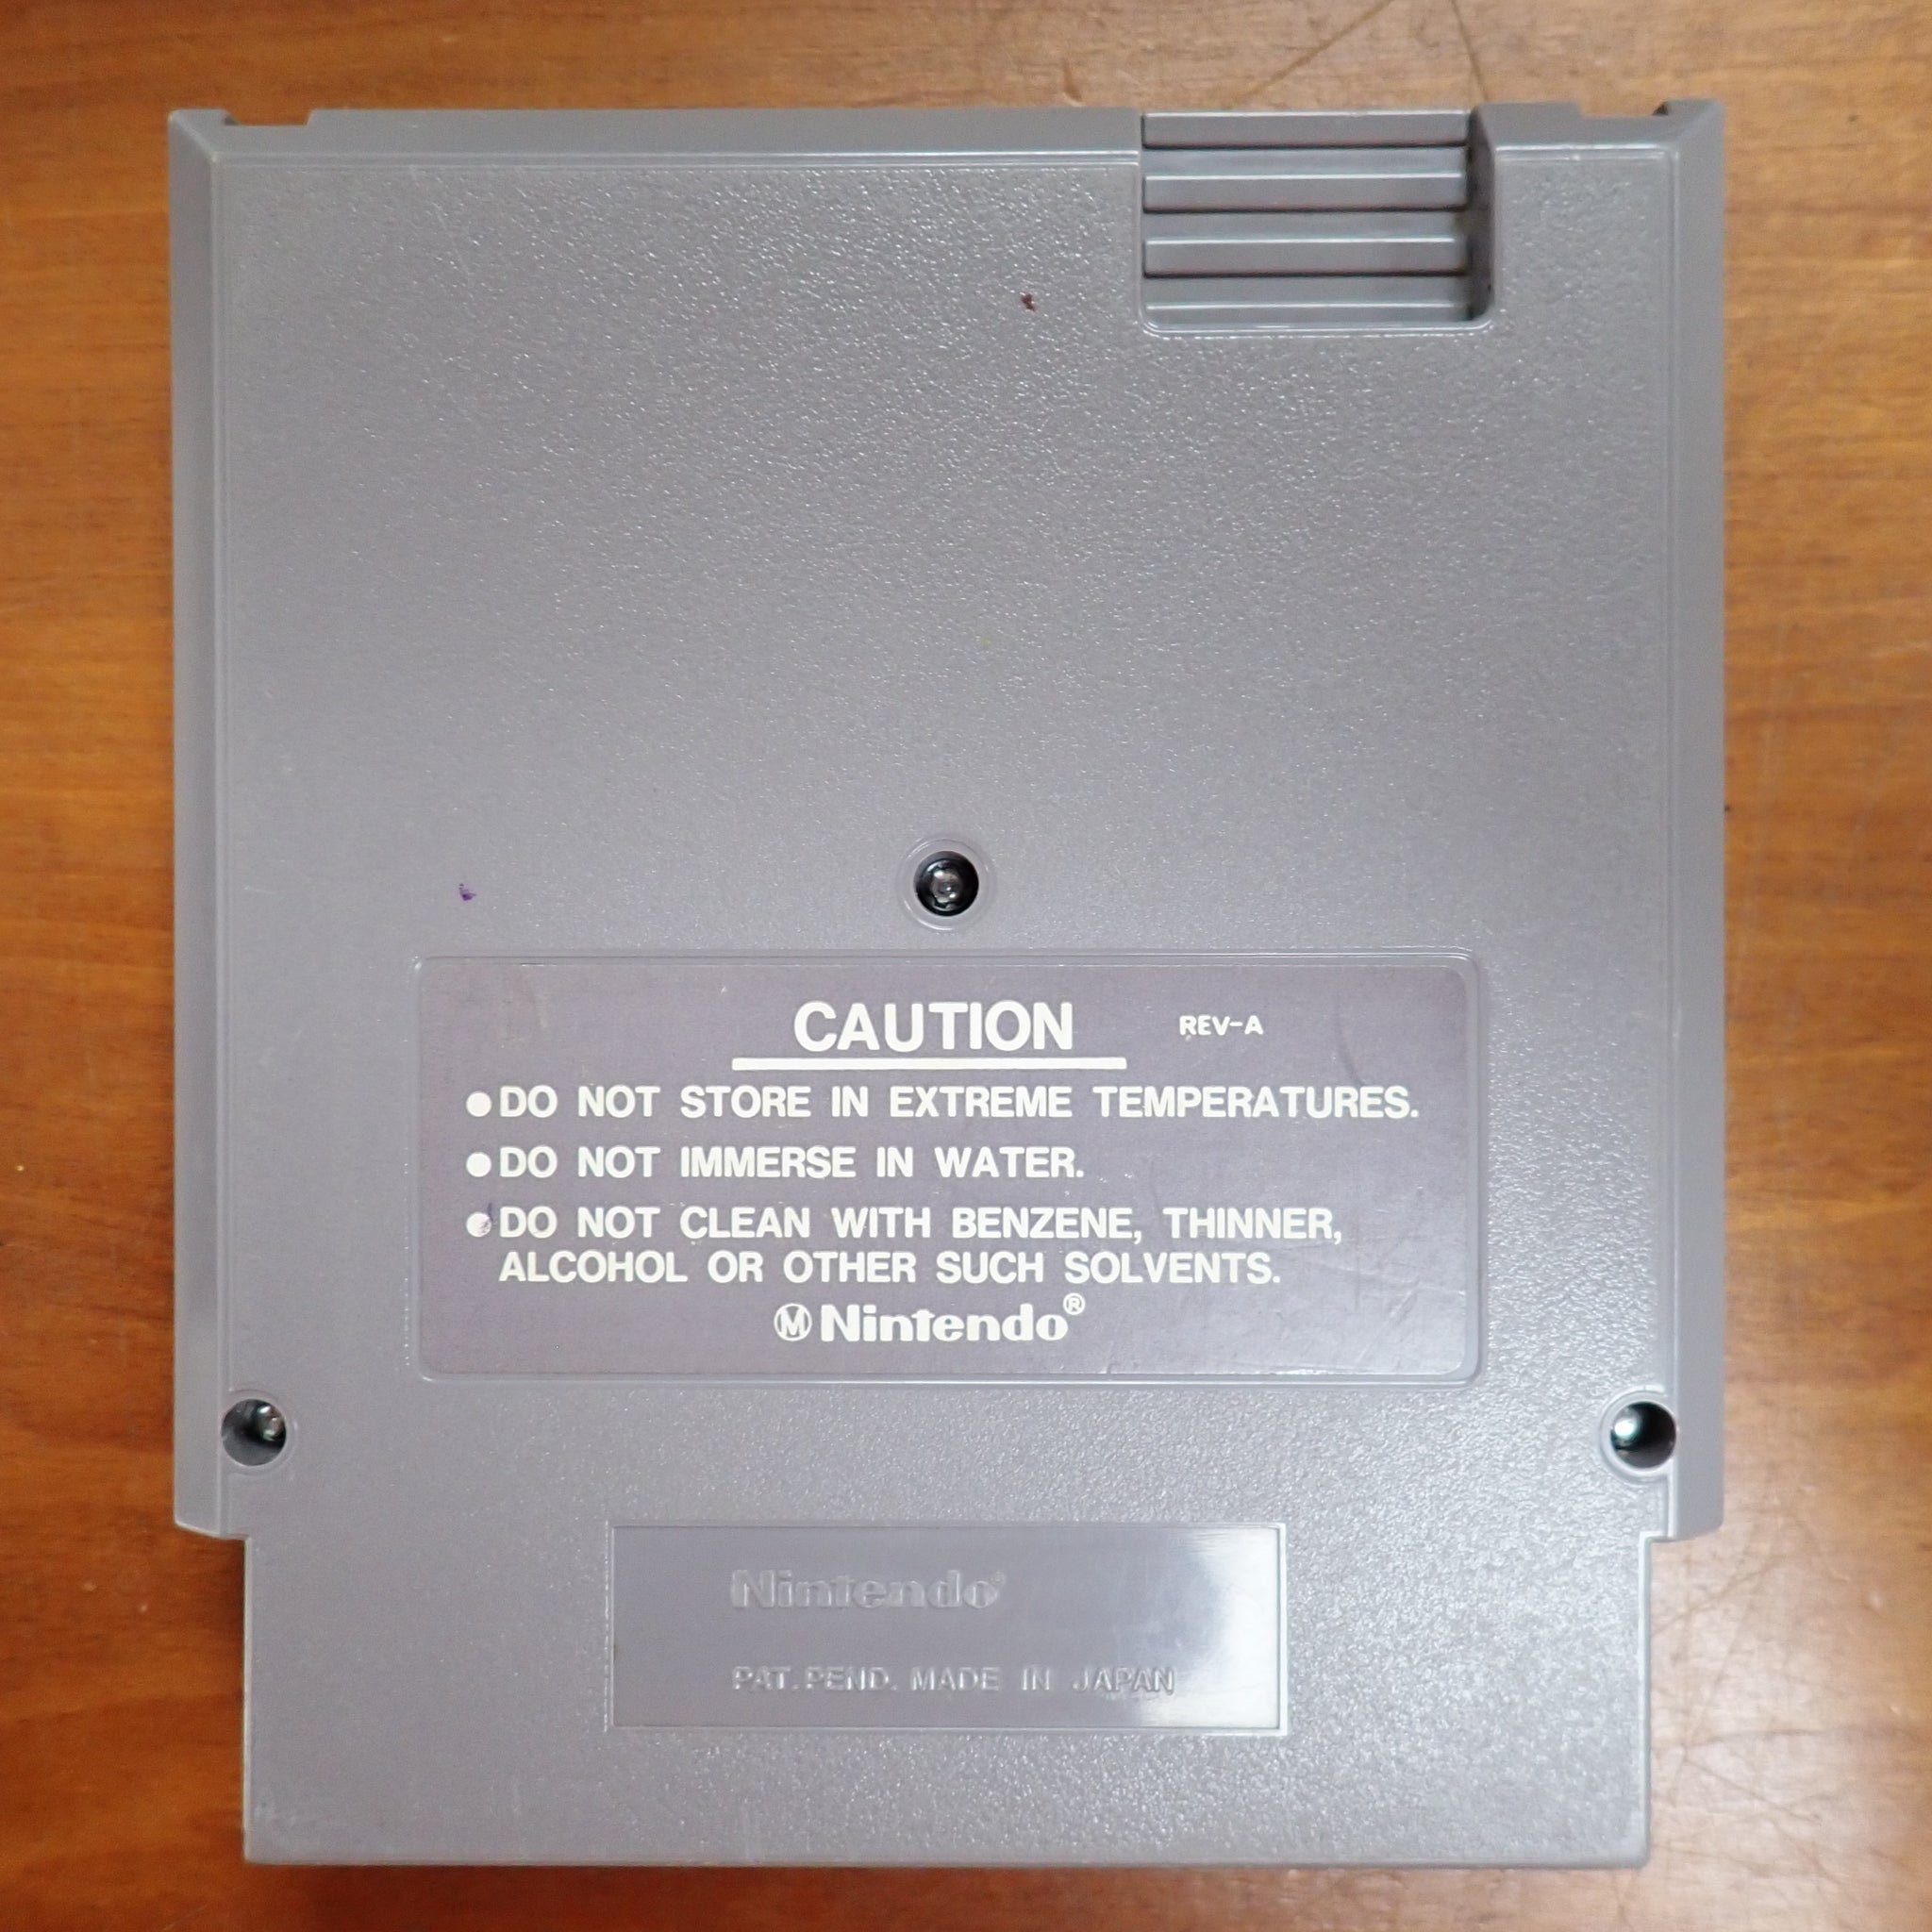 CAUTION REV-A
●DO NOT STORE IN EXTREME TEMPERATURES.
●DO NOT IMMERSE IN WATER.
●DO NOT CLEAN WITH BENZENE, THINNER,
ALCOHOL OR OTHER SUCH SOLVENTS.
Ⓜ Nintendo®
Nintendo®
PAT. PEND. MADE IN JAPAN